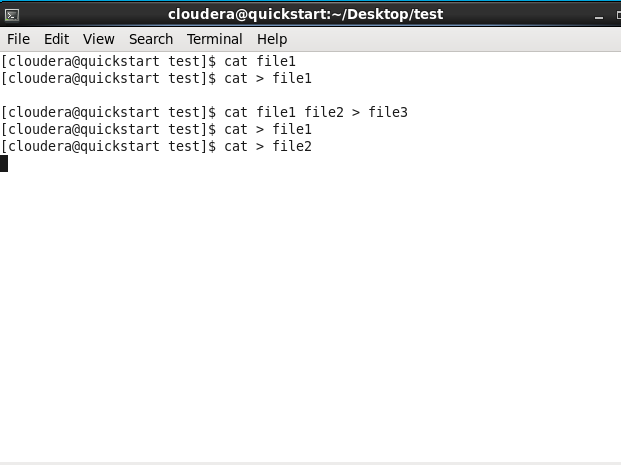 cloudera@quickstart:~/Desktop/test
File Edit View Search Terminal Help
[cloudera@quickstart test]$ cat file1
[cloudera@quickstart test]$ cat > file1
[cloudera@quickstart test]$ cat file1 file2 > file3
[cloudera@quickstart test]$ cat > file1
[cloudera@quickstart test]$ cat > file2